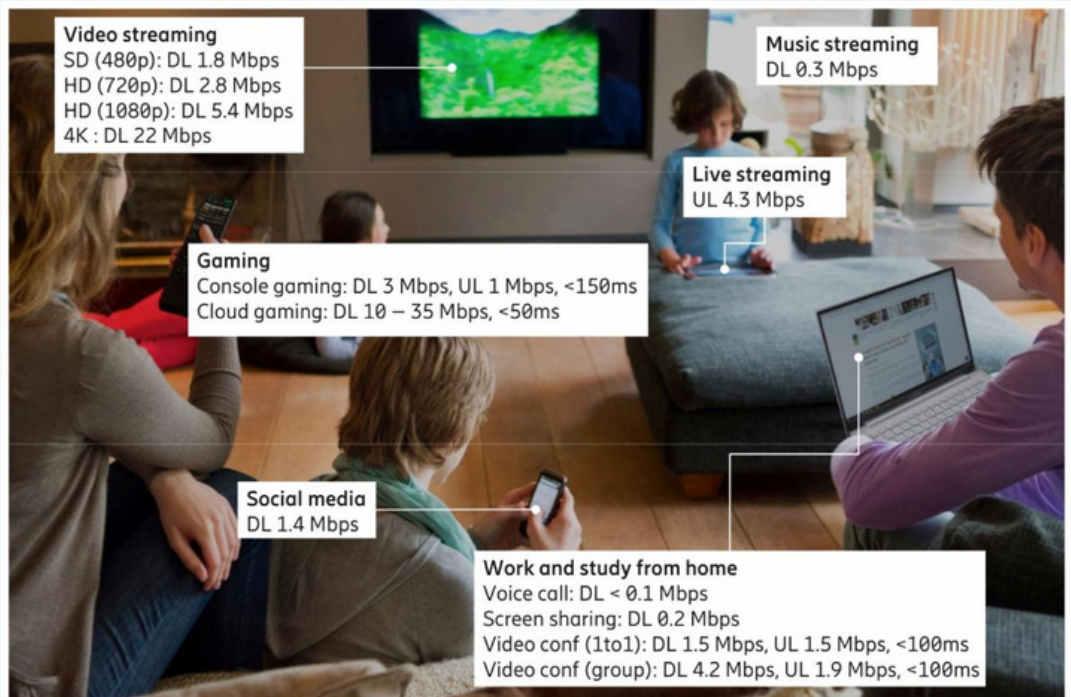 Video streaming
SD (480p): DL 1.8 Mbps
HD (720p): DL 2.8 Mbps
HD (1080p): DL 5.4 Mbps
4K : DL 22 Mbps
Music streaming
DL 0.3 Mbps
Live streaming
UL 4.3 Mbps
Gaming
Console gaming: DL 3 Mbps, UL 1 Mbps, <150ms
Cloud gaming: DL 10 – 35 Mbps, <50ms
Social media
DL 1.4 Mbps
Work and study from home
Voice call: DL < 0.1 Mbps
Screen sharing: DL 0.2 Mbps
Video conf (1to1): DL 1.5 Mbps, UL 1.5 Mbps, <100ms
Video conf (group): DL 4.2 Mbps, UL 1.9 Mbps, <100ms